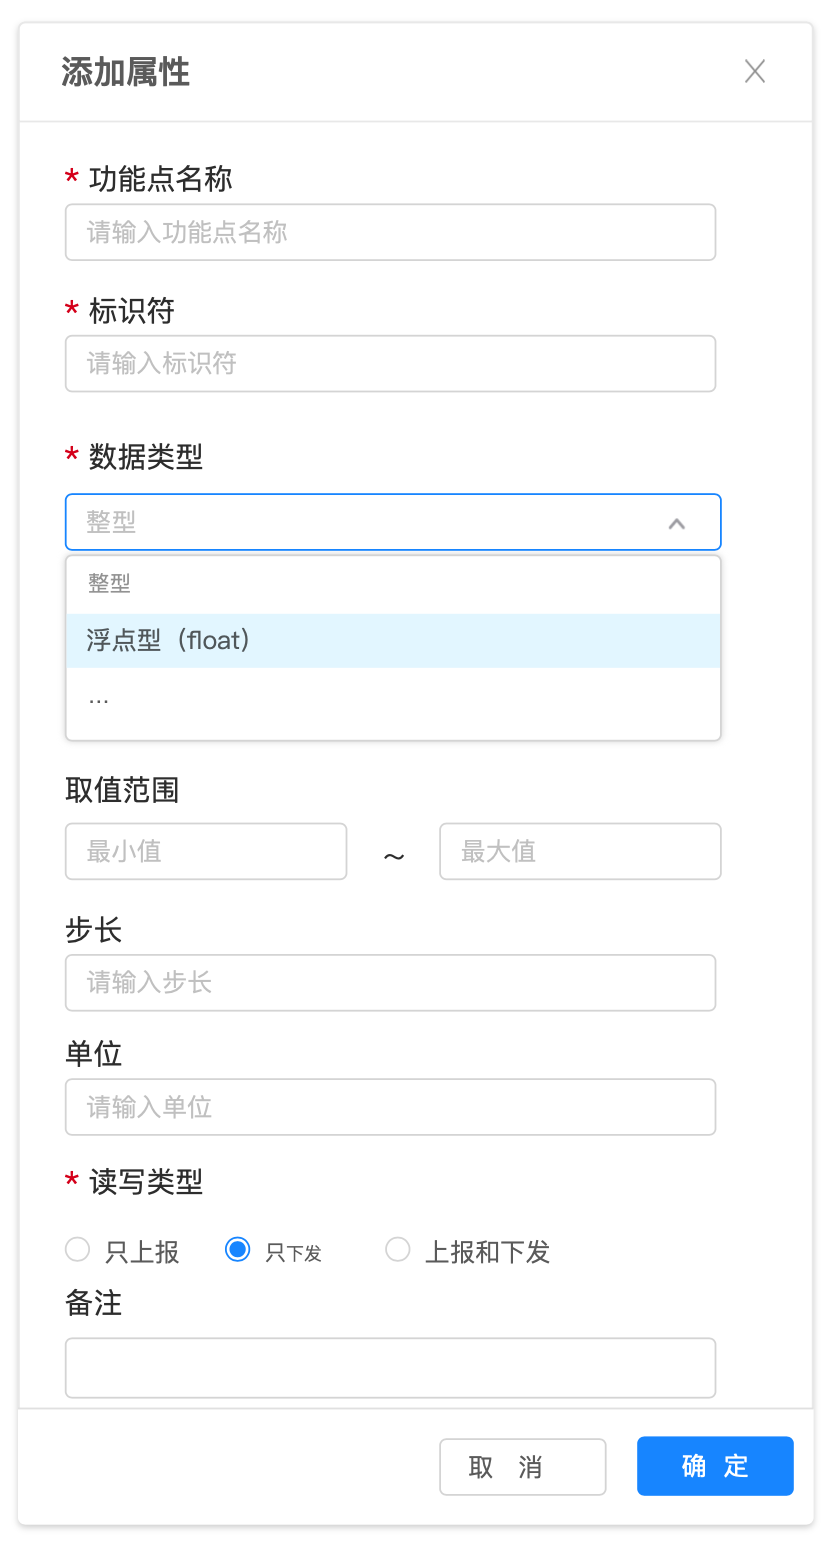 添加属性
* 功能点名称
请输入功能点名称
* 标识符
请输入标识符
* 数据类型
整型
整型
浮点型（float）
...
取值范围
最小值 ~ 最大值
步长
请输入步长
单位
请输入单位
* 读写类型
只上报 只下发 上报和下发
备注
取 消 确 定